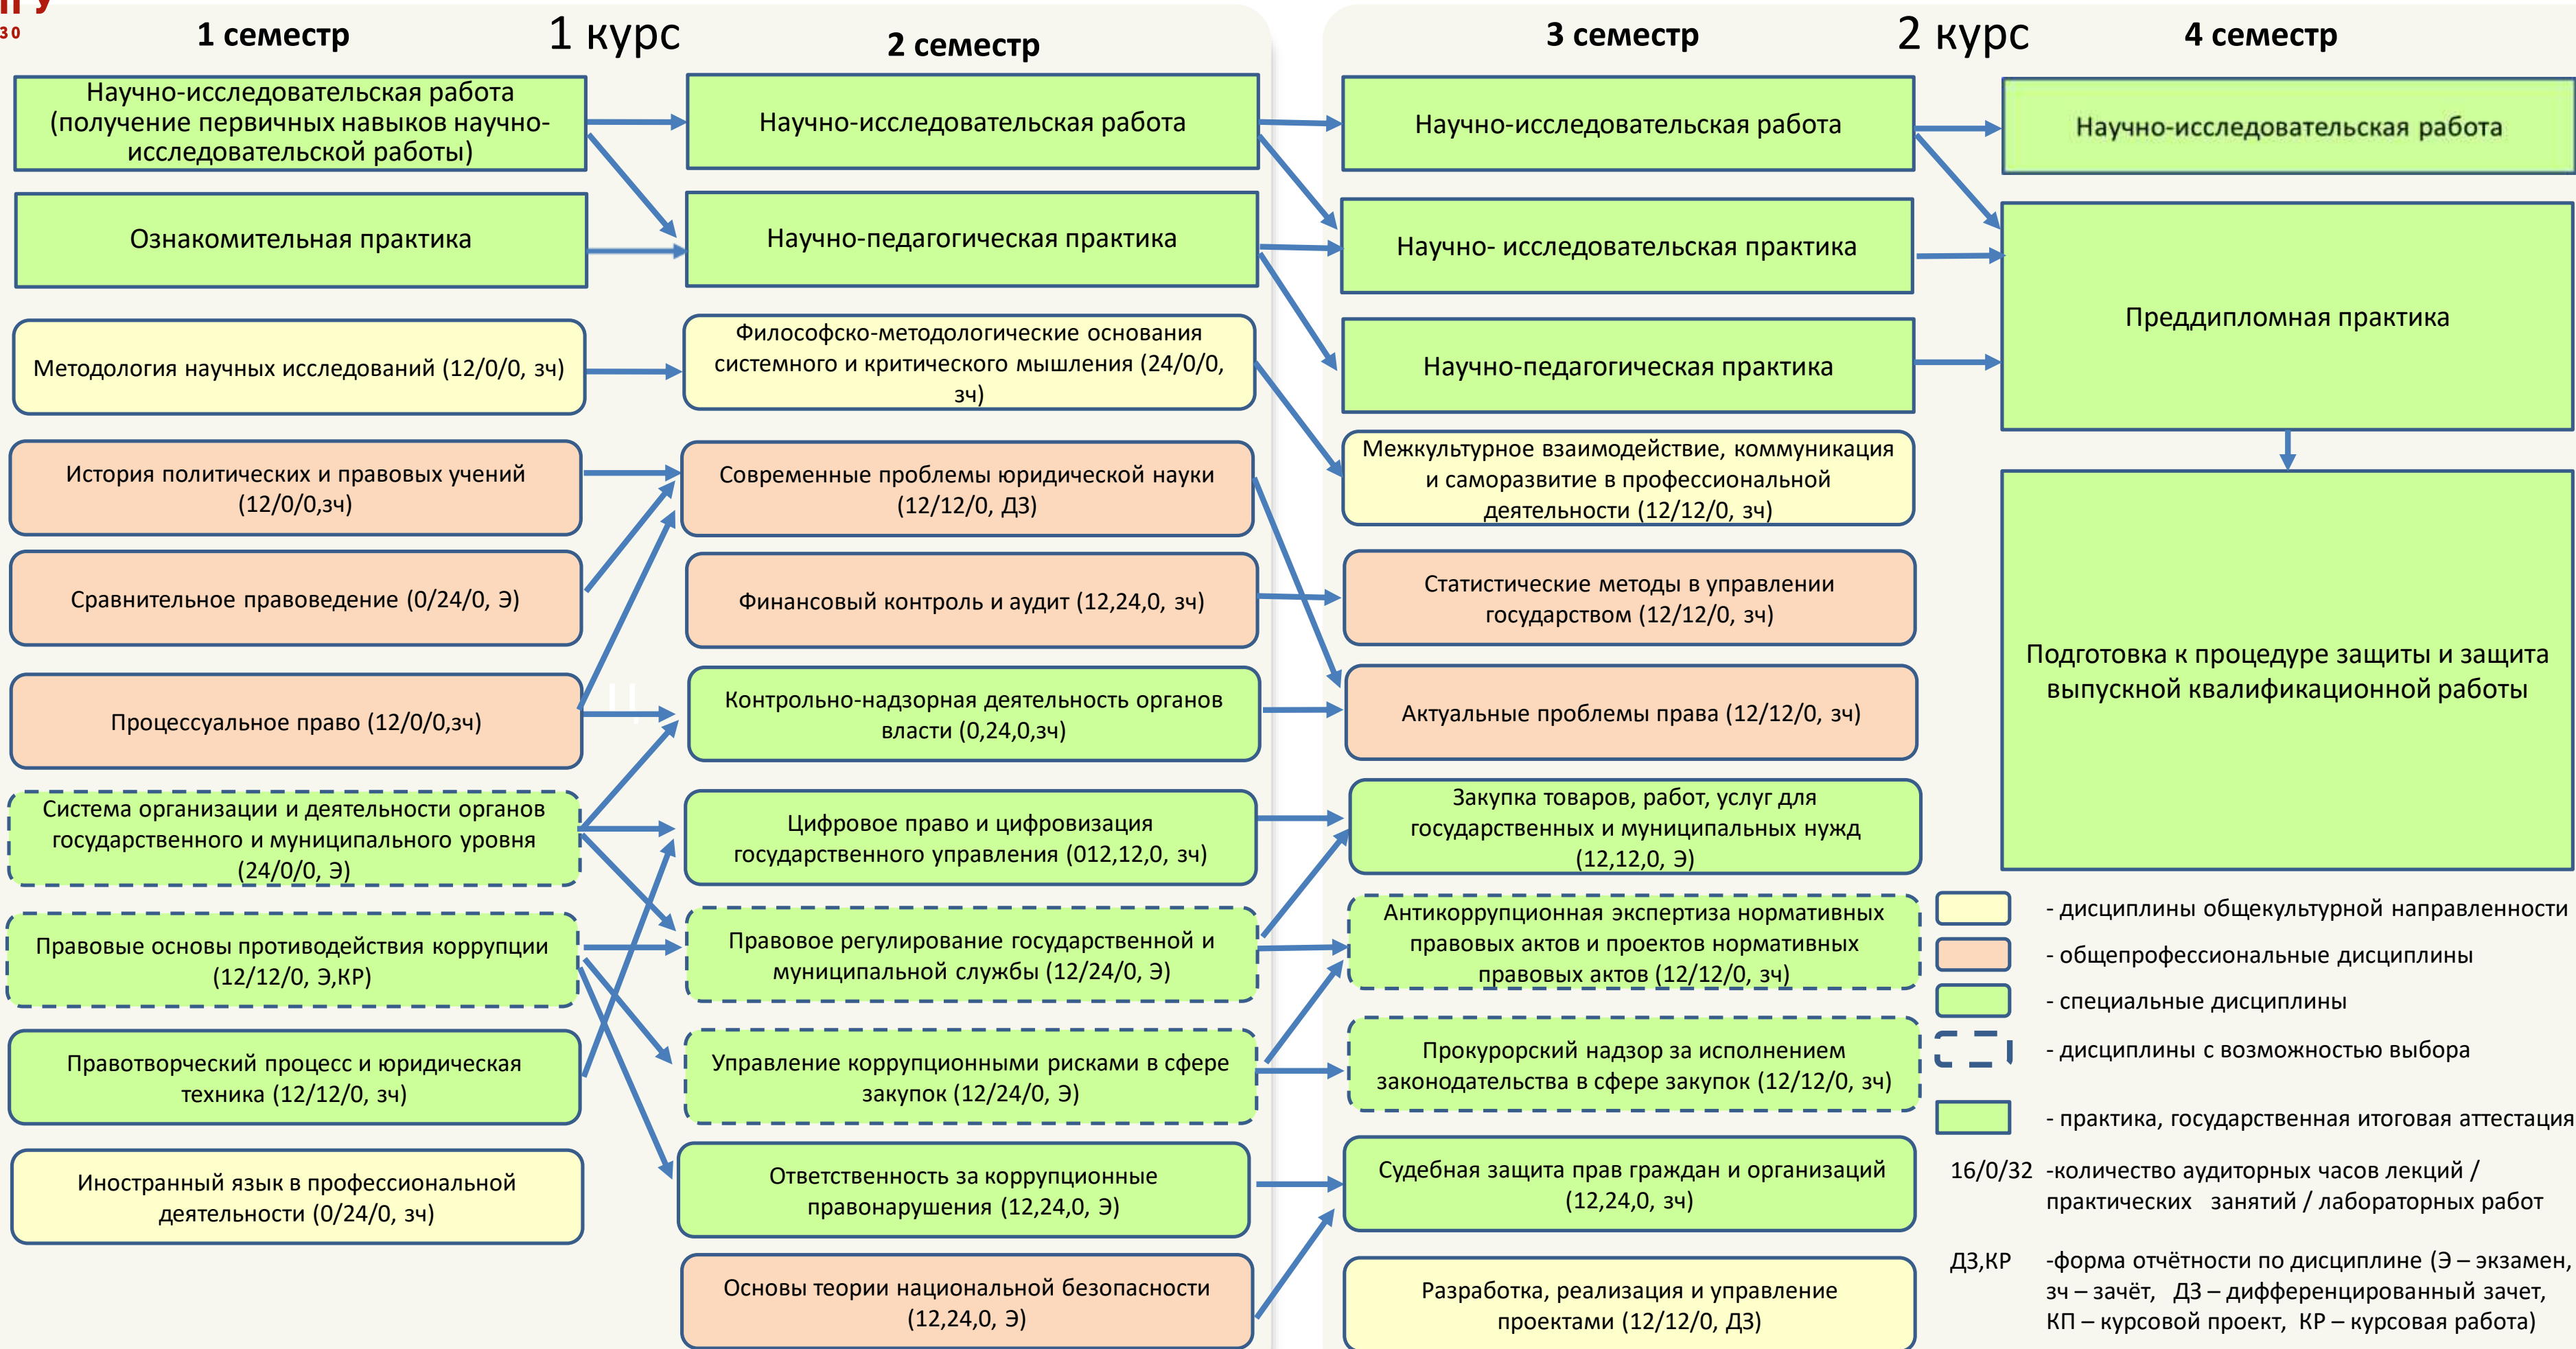 30
1 семестр
1 курс
2 семестр
3 семестр
2 курс
4 семестр
Научно-исследовательская работа
(получение первичных навыков научно-
исследовательской работы)
Ознакомительная практика
Методология научных исследований (12/0/0, зч)
История политических и правовых учений
(12/0/0,зч)
Сравнительное правоведение (0/24/0, Э)
Процессуальное право (12/0/0,зч)
Система организации и деятельности органов
государственного и муниципального уровня
(24/0/0, Э)
Правовые основы противодействия коррупции
(12/12/0, Э,КР)
Правотворческий процесс и юридическая
техника (12/12/0, зч)
Иностранный язык в профессиональной
деятельности (0/24/0, зч)
Научно-исследовательская работа
Научно-педагогическая практика
Философско-методологические основания
системного и критического мышления (24/0/0,
зч)
Современные проблемы юридической науки
(12/12/0, ДЗ)
Финансовый контроль и аудит (12,24,0, зч)
Контрольно-надзорная деятельность органов
власти (0,24,0,зч)
Цифровое право и цифровизация
государственного управления (012,12,0, зч)
Правовое регулирование государственной и
муниципальной службы (12/24/0, Э)
Управление коррупционными рисками в сфере
закупок (12/24/0, Э)
Ответственность за коррупционные
правонарушения (12,24,0, Э)
Основы теории национальной безопасности
(12,24,0, Э)
Научно-исследовательская работа
Научно- исследовательская практика
Научно-педагогическая практика
Межкультурное взаимодействие, коммуникация
и саморазвитие в профессиональной
деятельности (12/12/0, зч)
Статистические методы в управлении
государством (12/12/0, зч)
Актуальные проблемы права (12/12/0, зч)
Закупка товаров, работ, услуг для
государственных и муниципальных нужд
(12,12,0, Э)
Антикоррупционная экспертиза нормативных
правовых актов и проектов нормативных
правовых актов (12/12/0, зч)
Прокурорский надзор за исполнением
законодательства в сфере закупок (12/12/0, зч)
Судебная защита прав граждан и организаций
(12,24,0, зч)
Разработка, реализация и управление
проектами (12/12/0, ДЗ)
Научно-исследовательская работа
Преддипломная практика
Подготовка к процедуре защиты и защита
выпускной квалификационной работы
- дисциплины общекультурной направленности
- общепрофессиональные дисциплины
- специальные дисциплины
- дисциплины с возможностью выбора
- практика, государственная итоговая аттестация
16/0/32 -количество аудиторных часов лекций /
практических занятий / лабораторных работ
ДЗ,КР -форма отчётности по дисциплине (Э – экзамен,
зч – зачёт, ДЗ – дифференцированный зачет,
КП – курсовой проект, КР – курсовая работа)